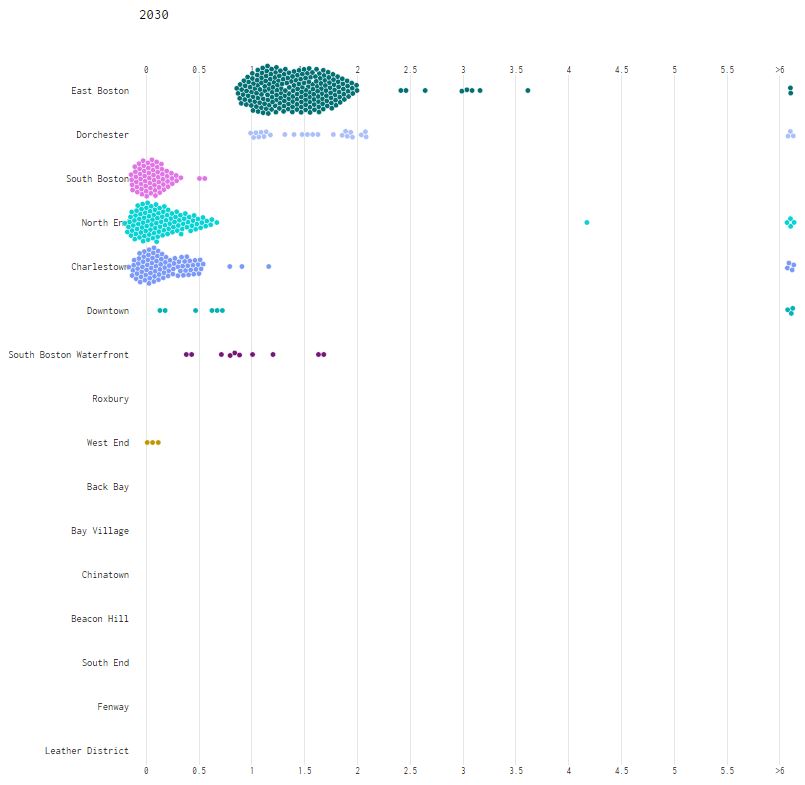 2030
0 0.5 1 1.5 2 2.5 3 3.5 4 4.5 5 5.5 >6
East Boston
Dorchester
South Boston
North End
Charlestown
Downtown
South Boston Waterfront
Roxbury
West End
Back Bay
Bay Village
Chinatown
Beacon Hill
South End
Fenway
Leather District
0 0.5 1 1.5 2 2.5 3 3.5 4 4.5 5 5.5 >6